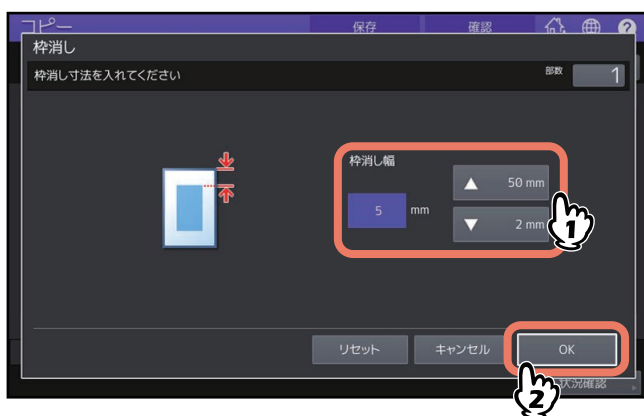 コピー 保存 確認 ?
枠消し
枠消し寸法を入れてください 部数 1
枠消し幅
▲ 50 mm
5 mm
▼ 2 mm
1
リセット キャンセル OK
状況確認
2